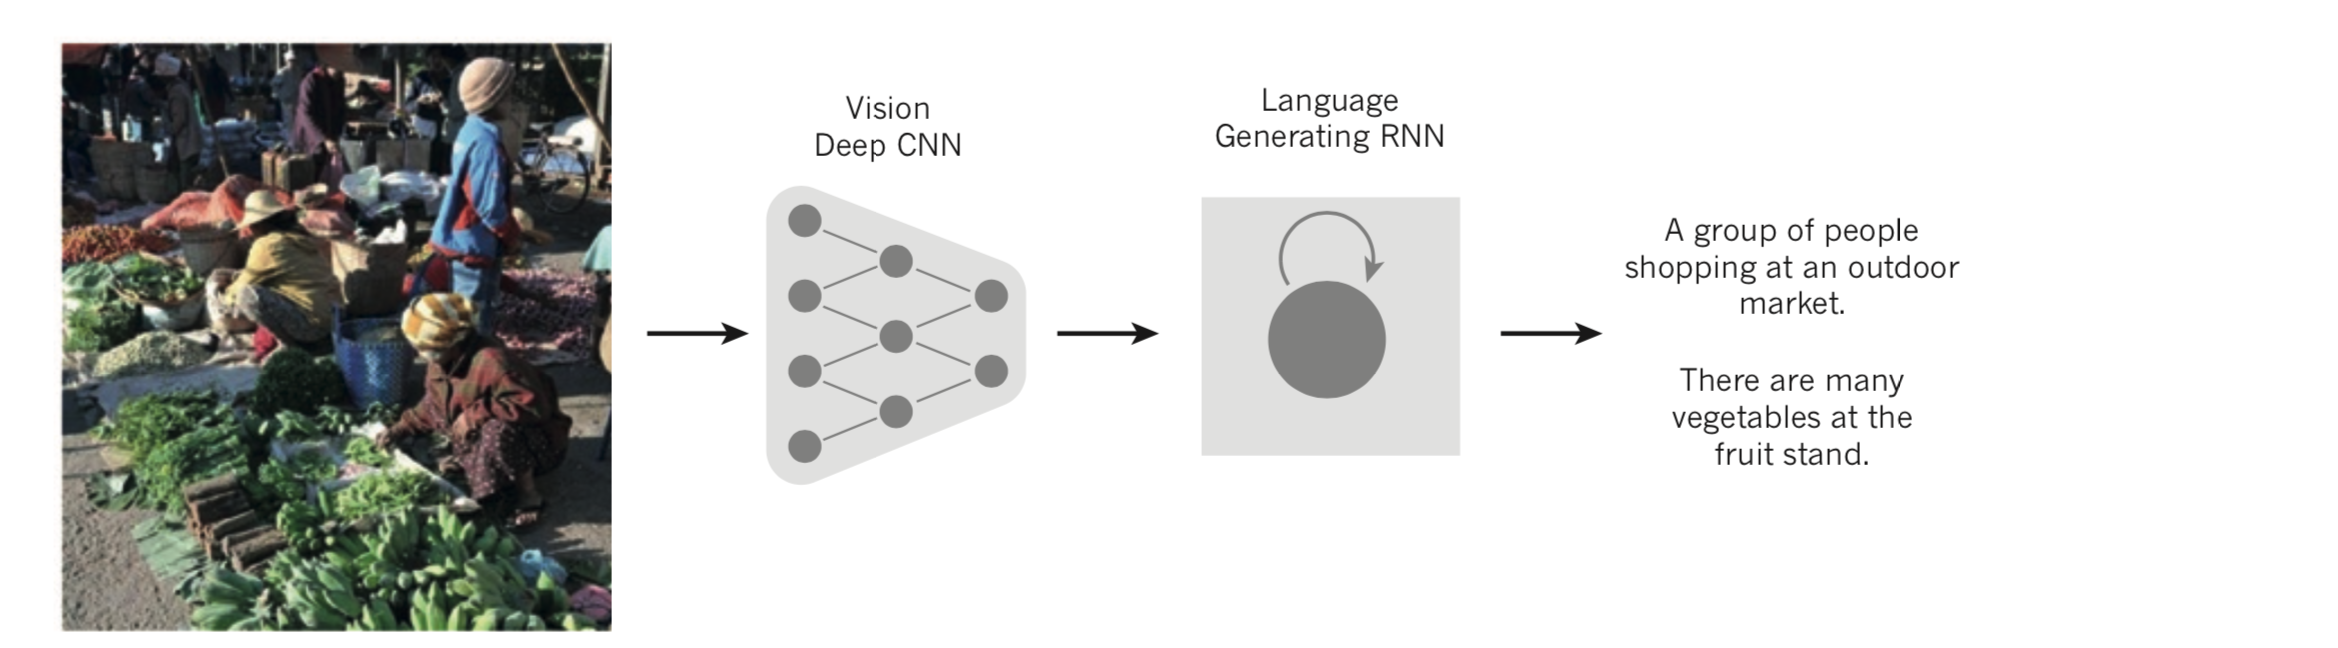 Vision
Deep CNN
Language
Generating RNN
A group of people
shopping at an outdoor
market.
There are many
vegetables at the
fruit stand.